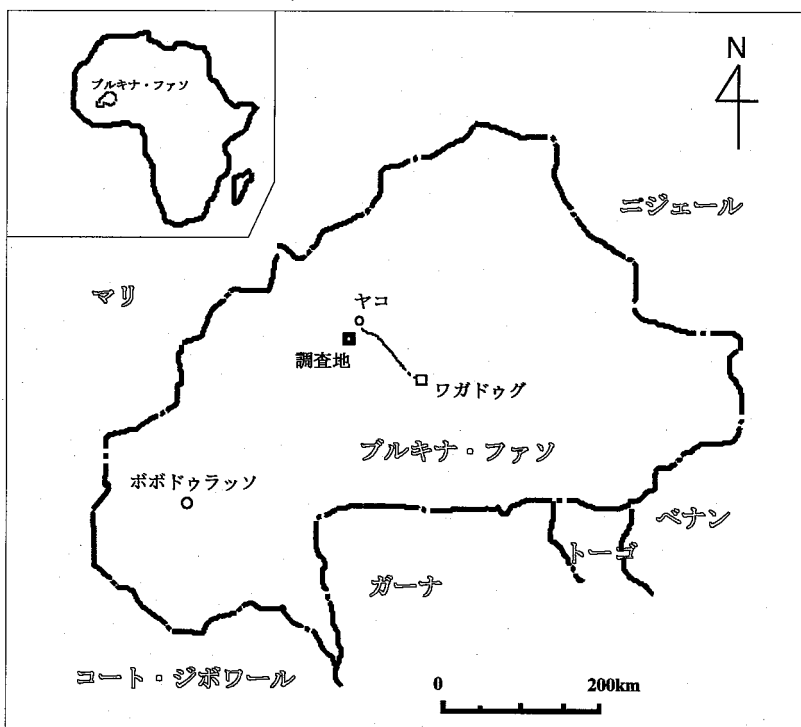 ブルキナ・ファソ
N
ニジェール
マリ
ヤコ
調査地
ワガドゥグ
ブルキナ・ファソ
ボボドゥラッソ
ベナン
トーゴ
ガーナ
コート・ジボワール
0 200km